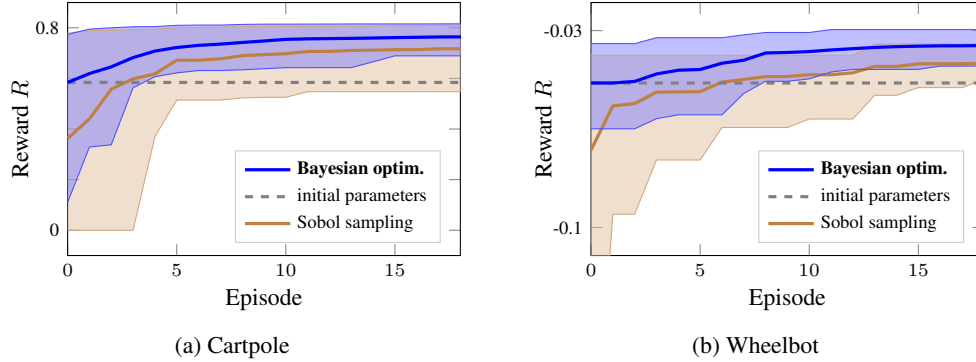 0.8
0
Reward R
0
5
10
15
Episode
Bayesian optim.
initial parameters
Sobol sampling
(a) Cartpole
-0.03
-0.1
Reward R
0
5
10
15
Episode
Bayesian optim.
initial parameters
Sobol sampling
(b) Wheelbot